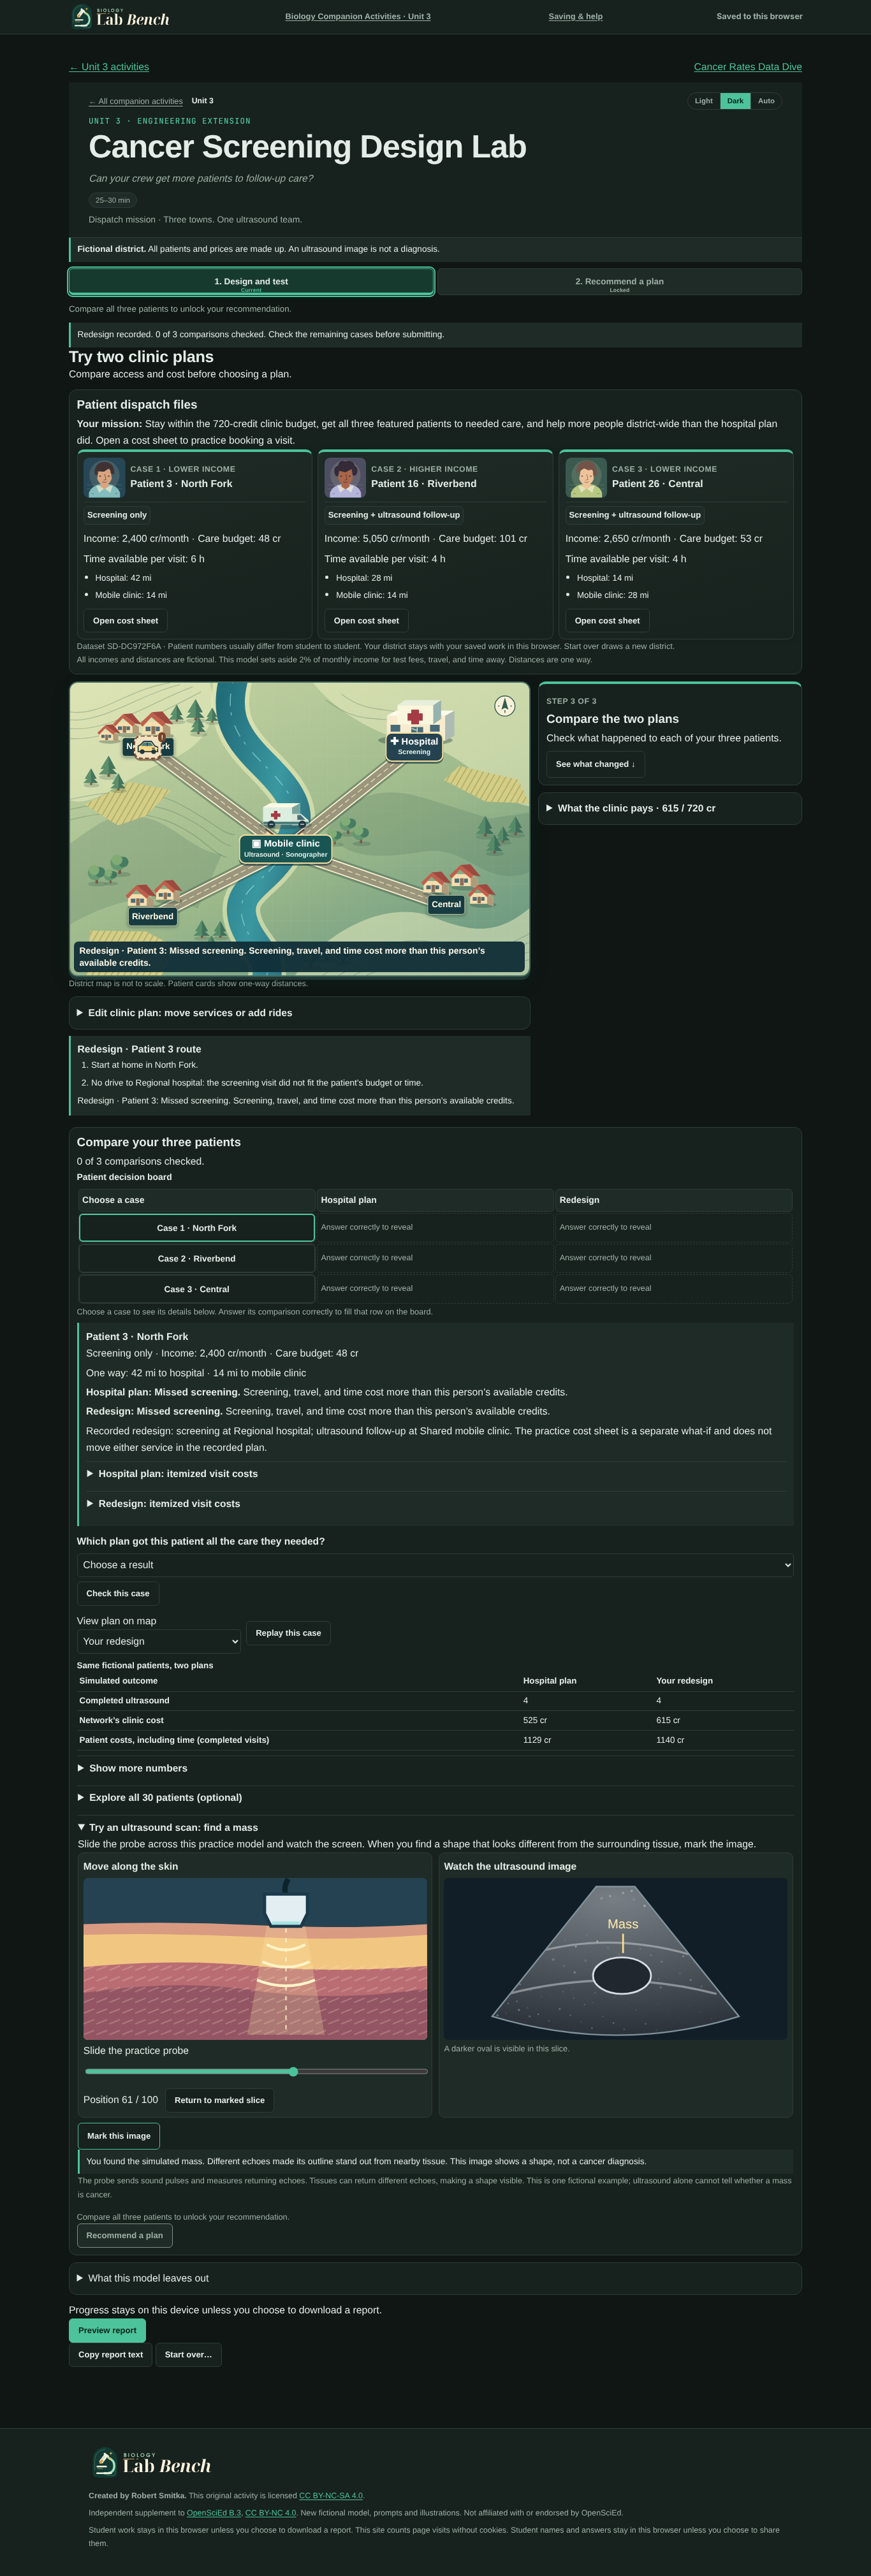 BIOLOGY
Lab Bench
Biology Companion Activities · Unit 3
Saving & help
Saved to this browser
← Unit 3 activities
Cancer Rates Data Dive
← All companion activities
Unit 3
Light
Dark
Auto
UNIT 3 · ENGINEERING EXTENSION
Cancer Screening Design Lab
Can your crew get more patients to follow-up care?
25–30 min
Dispatch mission · Three towns. One ultrasound team.
Fictional district. All patients and prices are made up. An ultrasound image is not a diagnosis.
1. Design and test
Current
2. Recommend a plan
Locked
Compare all three patients to unlock your recommendation.
Redesign recorded. 0 of 3 comparisons checked. Check the remaining cases before submitting.
Try two clinic plans
Compare access and cost before choosing a plan.
Patient dispatch files
Your mission: Stay within the 720-credit clinic budget, get all three featured patients to needed care, and help more people district-wide than the hospital plan
did. Open a cost sheet to practice booking a visit.
CASE 1 · LOWER INCOME
Patient 3 · North Fork
Screening only
Income: 2,400 cr/month · Care budget: 48 cr
Time available per visit: 6 h
• Hospital: 42 mi
• Mobile clinic: 14 mi
Open cost sheet
CASE 2 · HIGHER INCOME
Patient 16 · Riverbend
Screening + ultrasound follow-up
Income: 5,050 cr/month · Care budget: 101 cr
Time available per visit: 4 h
• Hospital: 28 mi
• Mobile clinic: 14 mi
Open cost sheet
CASE 3 · LOWER INCOME
Patient 26 · Central
Screening + ultrasound follow-up
Income: 2,650 cr/month · Care budget: 53 cr
Time available per visit: 4 h
• Hospital: 14 mi
• Mobile clinic: 28 mi
Open cost sheet
Dataset SD-DC972F6A · Patient numbers usually differ from student to student. Your district stays with your saved work in this browser. Start over draws a new district.
All incomes and distances are fictional. This model sets aside 2% of monthly income for test fees, travel, and time away. Distances are one way.
✚ Hospital
Screening
▣ Mobile clinic
Ultrasound · Sonographer
Riverbend
Central
Redesign · Patient 3: Missed screening. Screening, travel, and time cost more than this person's
available credits.
District map is not to scale. Patient cards show one-way distances.
STEP 3 OF 3
Compare the two plans
Check what happened to each of your three patients.
See what changed ↓
▶ What the clinic pays · 615 / 720 cr
▶ Edit clinic plan: move services or add rides
Redesign · Patient 3 route
1. Start at home in North Fork.
2. No drive to Regional hospital: the screening visit did not fit the patient's budget or time.
Redesign · Patient 3: Missed screening. Screening, travel, and time cost more than this person's available credits.
Compare your three patients
0 of 3 comparisons checked.
Patient decision board
Choose a case
Hospital plan
Redesign
Case 1 · North Fork
Answer correctly to reveal
Answer correctly to reveal
Case 2 · Riverbend
Answer correctly to reveal
Answer correctly to reveal
Case 3 · Central
Answer correctly to reveal
Answer correctly to reveal
Choose a case to see its details below. Answer its comparison correctly to fill that row on the board.
Patient 3 · North Fork
Screening only · Income: 2,400 cr/month · Care budget: 48 cr
One way: 42 mi to hospital · 14 mi to mobile clinic
Hospital plan: Missed screening. Screening, travel, and time cost more than this person's available credits.
Redesign: Missed screening. Screening, travel, and time cost more than this person's available credits.
Recorded redesign: screening at Regional hospital; ultrasound follow-up at Shared mobile clinic. The practice cost sheet is a separate what-if and does not
move either service in the recorded plan.
▶ Hospital plan: itemized visit costs
▶ Redesign: itemized visit costs
Which plan got this patient all the care they needed?
Choose a result
Check this case
View plan on map
Your redesign
Replay this case
Same fictional patients, two plans
Simulated outcome
Hospital plan
Your redesign
Completed ultrasound
4
4
Network's clinic cost
525 cr
615 cr
Patient costs, including time (completed visits)
1129 cr
1140 cr
▶ Show more numbers
▶ Explore all 30 patients (optional)
▼ Try an ultrasound scan: find a mass
Slide the probe across this practice model and watch the screen. When you find a shape that looks different from the surrounding tissue, mark the image.
Move along the skin
Slide the practice probe
Position 61 / 100
Return to marked slice
Watch the ultrasound image
Mass
A darker oval is visible in this slice.
Mark this image
You found the simulated mass. Different echoes made its outline stand out from nearby tissue. This image shows a shape, not a cancer diagnosis.
The probe sends sound pulses and measures returning echoes. Tissues can return different echoes, making a shape visible. This is one fictional example; ultrasound alone cannot tell whether a mass
is cancer.
Compare all three patients to unlock your recommendation.
Recommend a plan
▶ What this model leaves out
Progress stays on this device unless you choose to download a report.
Preview report
Copy report text
Start over…
BIOLOGY
Lab Bench
Created by Robert Smitka. This original activity is licensed CC BY-NC-SA 4.0.
Independent supplement to OpenSciEd B.3, CC BY-NC 4.0. New fictional model, prompts and illustrations. Not affiliated with or endorsed by OpenSciEd.
Student work stays in this browser unless you choose to download a report. This site counts page visits without cookies. Student names and answers stay in this browser unless you choose to share
them.